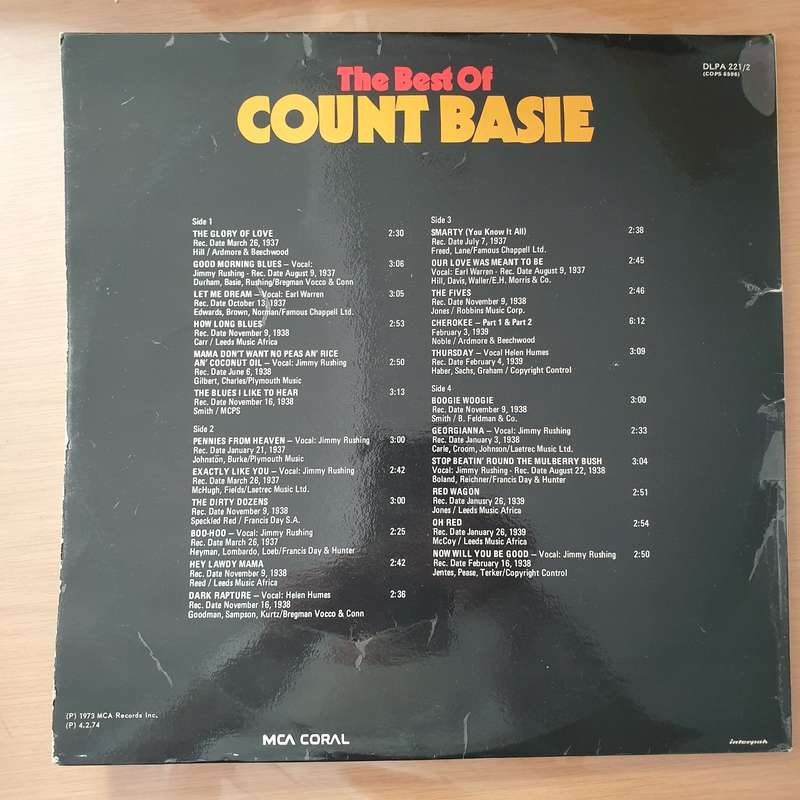 The Best Of
COUNT BASIE
DLPA 221/2
(COPS 6596)
Side 1
THE GLORY OF LOVE 2:30
Rec. Date March 26, 1937
Hill / Ardmore & Beechwood
GOOD MORNING BLUES – Vocal: 3:06
Jimmy Rushing - Rec. Date August 9, 1937
Durham, Basie, Rushing/Bregman Vocco & Conn
LET ME DREAM – Vocal: Earl Warren 3:05
Rec. Date October 13, 1937
Edwards, Brown, Norman/Famous Chappell Ltd.
HOW LONG BLUES 2:53
Rec. Date November 9, 1938
Carr / Leeds Music Africa
MAMA DON'T WANT NO PEAS AN' RICE
AN' COCONUT OIL – Vocal: Jimmy Rushing 2:50
Rec. Date June 6, 1938
Gilbert, Charles/Plymouth Music
THE BLUES I LIKE TO HEAR 3:13
Rec. Date November 16, 1938
Smith / MCPS
Side 2
PENNIES FROM HEAVEN – Vocal: Jimmy Rushing 3:00
Rec. Date January 21, 1937
Johnston, Burke/Plymouth Music
EXACTLY LIKE YOU – Vocal: Jimmy Rushing 2:42
Rec. Date March 26, 1937
McHugh, Fields/Laetrec Music Ltd.
THE DIRTY DOZENS 3:00
Rec. Date November 9, 1938
Speckled Red / Francis Day S.A.
BOO-HOO – Vocal: Jimmy Rushing 2:25
Rec. Date March 26, 1937
Heyman, Lombardo, Loeb/Francis Day & Hunter
HEY LAWDY MAMA 2:42
Rec. Date November 9, 1938
Reed / Leeds Music Africa
DARK RAPTURE – Vocal: Helen Humes 2:36
Rec. Date November 16, 1938
Goodman, Sampson, Kurtz/Bregman Vocco & Conn
Side 3
SMARTY (You Know It All) 2:38
Rec. Date July 7, 1937
Freed, Lane/Famous Chappell Ltd.
OUR LOVE WAS MEANT TO BE 2:45
Vocal: Earl Warren - Rec. Date August 9, 1937
Hill, Davis, Waller/E.H. Morris & Co.
THE FIVES 2:46
Rec. Date November 9, 1938
Jones / Robbins Music Corp.
CHEROKEE – Part 1 & Part 2 6:12
February 3, 1939
Noble / Ardmore & Beechwood
THURSDAY – Vocal Helen Humes 3:09
Rec. Date February 4, 1939
Haber, Sachs, Graham / Copyright Control
Side 4
BOOGIE WOOGIE 3:00
Rec. Date November 9, 1938
Smith / B. Feldman & Co.
GEORGIANNA – Vocal: Jimmy Rushing 2:33
Rec. Date January 3, 1938
Carle, Croom, Johnson/Laetrec Music Ltd.
STOP BEATIN' ROUND THE MULBERRY BUSH 3:04
Vocal: Jimmy Rushing - Rec. Date August 22, 1938
Boland, Reichner/Francis Day & Hunter
RED WAGON 2:51
Rec. Date Janusry 26, 1939
Jones / Leeds Music Africa
OH RED 2:54
Rec. Date January 26, 1939
McCoy / Leeds Music Africa
NOW WILL YOU BE GOOD – Vocal: Jimmy Rushing 2:50
Rec. Date February 16, 1938
Jentes, Pease, Terker/Copyright Control
(P) 1973 MCA Records Inc.
(P) 4.2.74
MCA CORAL
interpak